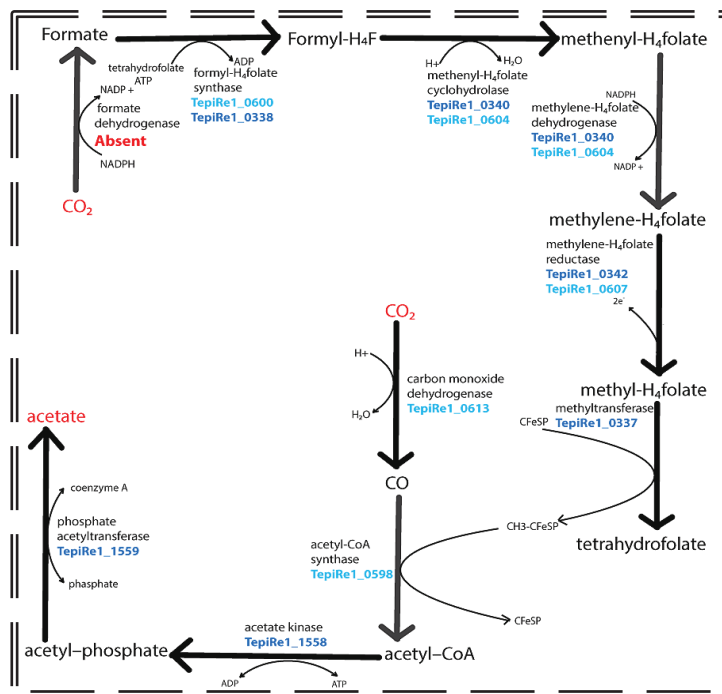 Formate
Formyl-H₄F
methenyl-H₄folate
NADP +
formate
dehydrogenase
Absent
NADPH
CO₂
tetrahydrofolate
ATP
ADP
formyl-H₄folate
synthase
TepiRe1_0600
TepiRe1_0338
H+
H₂O
methenyl-H₄folate
cyclohydrolase
TepiRe1_0340
TepiRe1_0604
NADPH
methylene-H₄folate
dehydrogenase
TepiRe1_0340
TepiRe1_0604
NADP +
methylene-H₄folate
methylene-H₄folate
reductase
TepiRe1_0342
TepiRe1_0607
2e⁻
methyl-H₄folate
methyltransferase
TepiRe1_0337
CFeSP
CH3-CFeSP
tetrahydrofolate
CO₂
H+
H₂O
carbon monoxide
dehydrogenase
TepiRe1_0613
CO
acetyl-CoA
synthase
TepiRe1_0598
CFeSP
acetyl–CoA
acetate kinase
TepiRe1_1558
ADP
ATP
acetyl–phosphate
acetate
coenzyme A
phosphate
acetyltransferase
TepiRe1_1559
phasphate